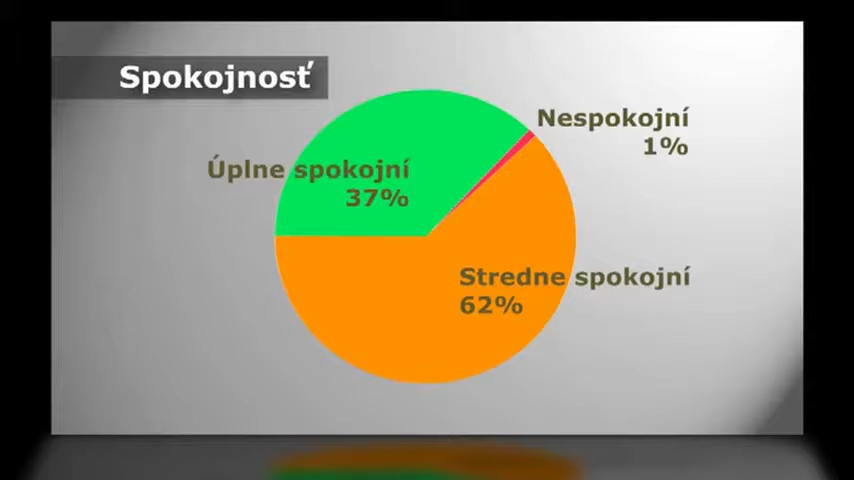 Spokojnosť
Nespokojní
1%
Úplne spokojní
37%
Stredne spokojní
62%